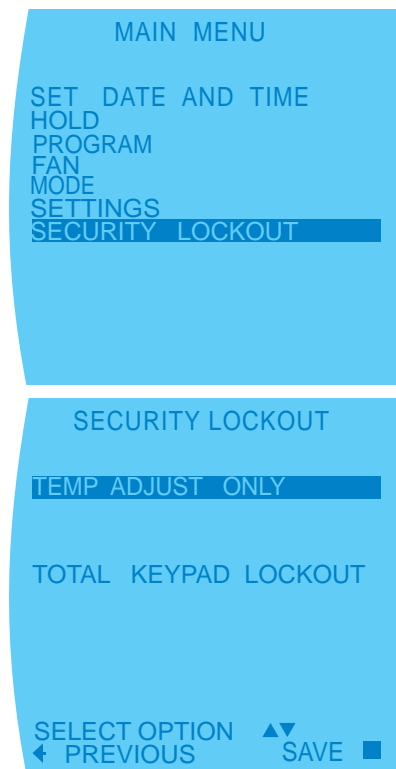 MAIN MENU
SET DATE AND TIME
HOLD
PROGRAM
FAN
MODE
SETTINGS
SECURITY LOCKOUT
SECURITY LOCKOUT
TEMP ADJUST ONLY
TOTAL KEYPAD LOCKOUT
SELECT OPTION ▲▼
PREVIOUS SAVE